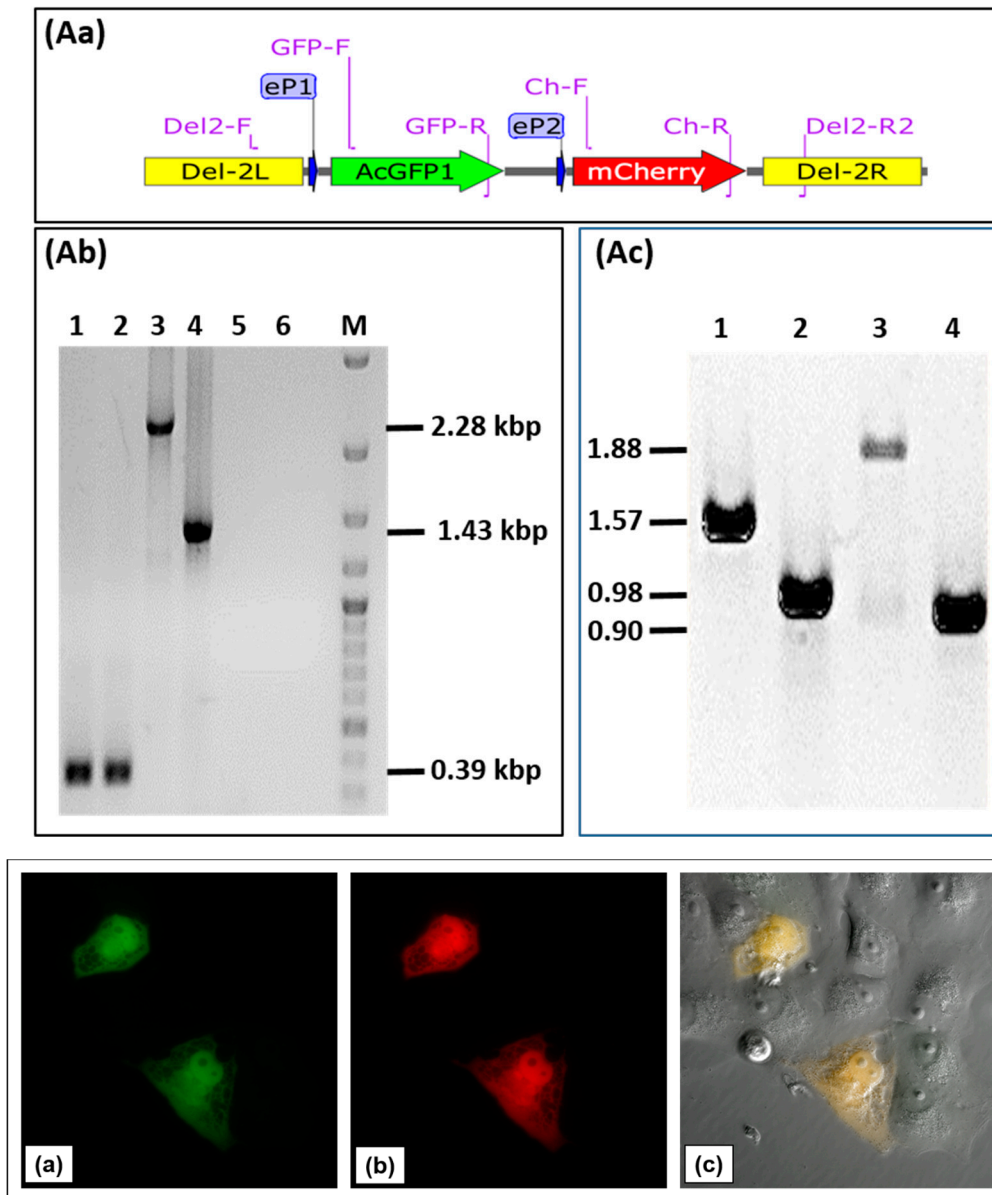 (Aa)
GFP-F
eP1
Ch-F
Del2-F
GFP-R
eP2
Ch-R
Del2-R2
Del-2L
AcGFP1
mCherry
Del-2R
(Ab)
1 2 3 4 5 6 M
2.28 kbp
1.43 kbp
0.39 kbp
(Ac)
1 2 3 4
1.88
1.57
0.98
0.90
(a)
(b)
(c)